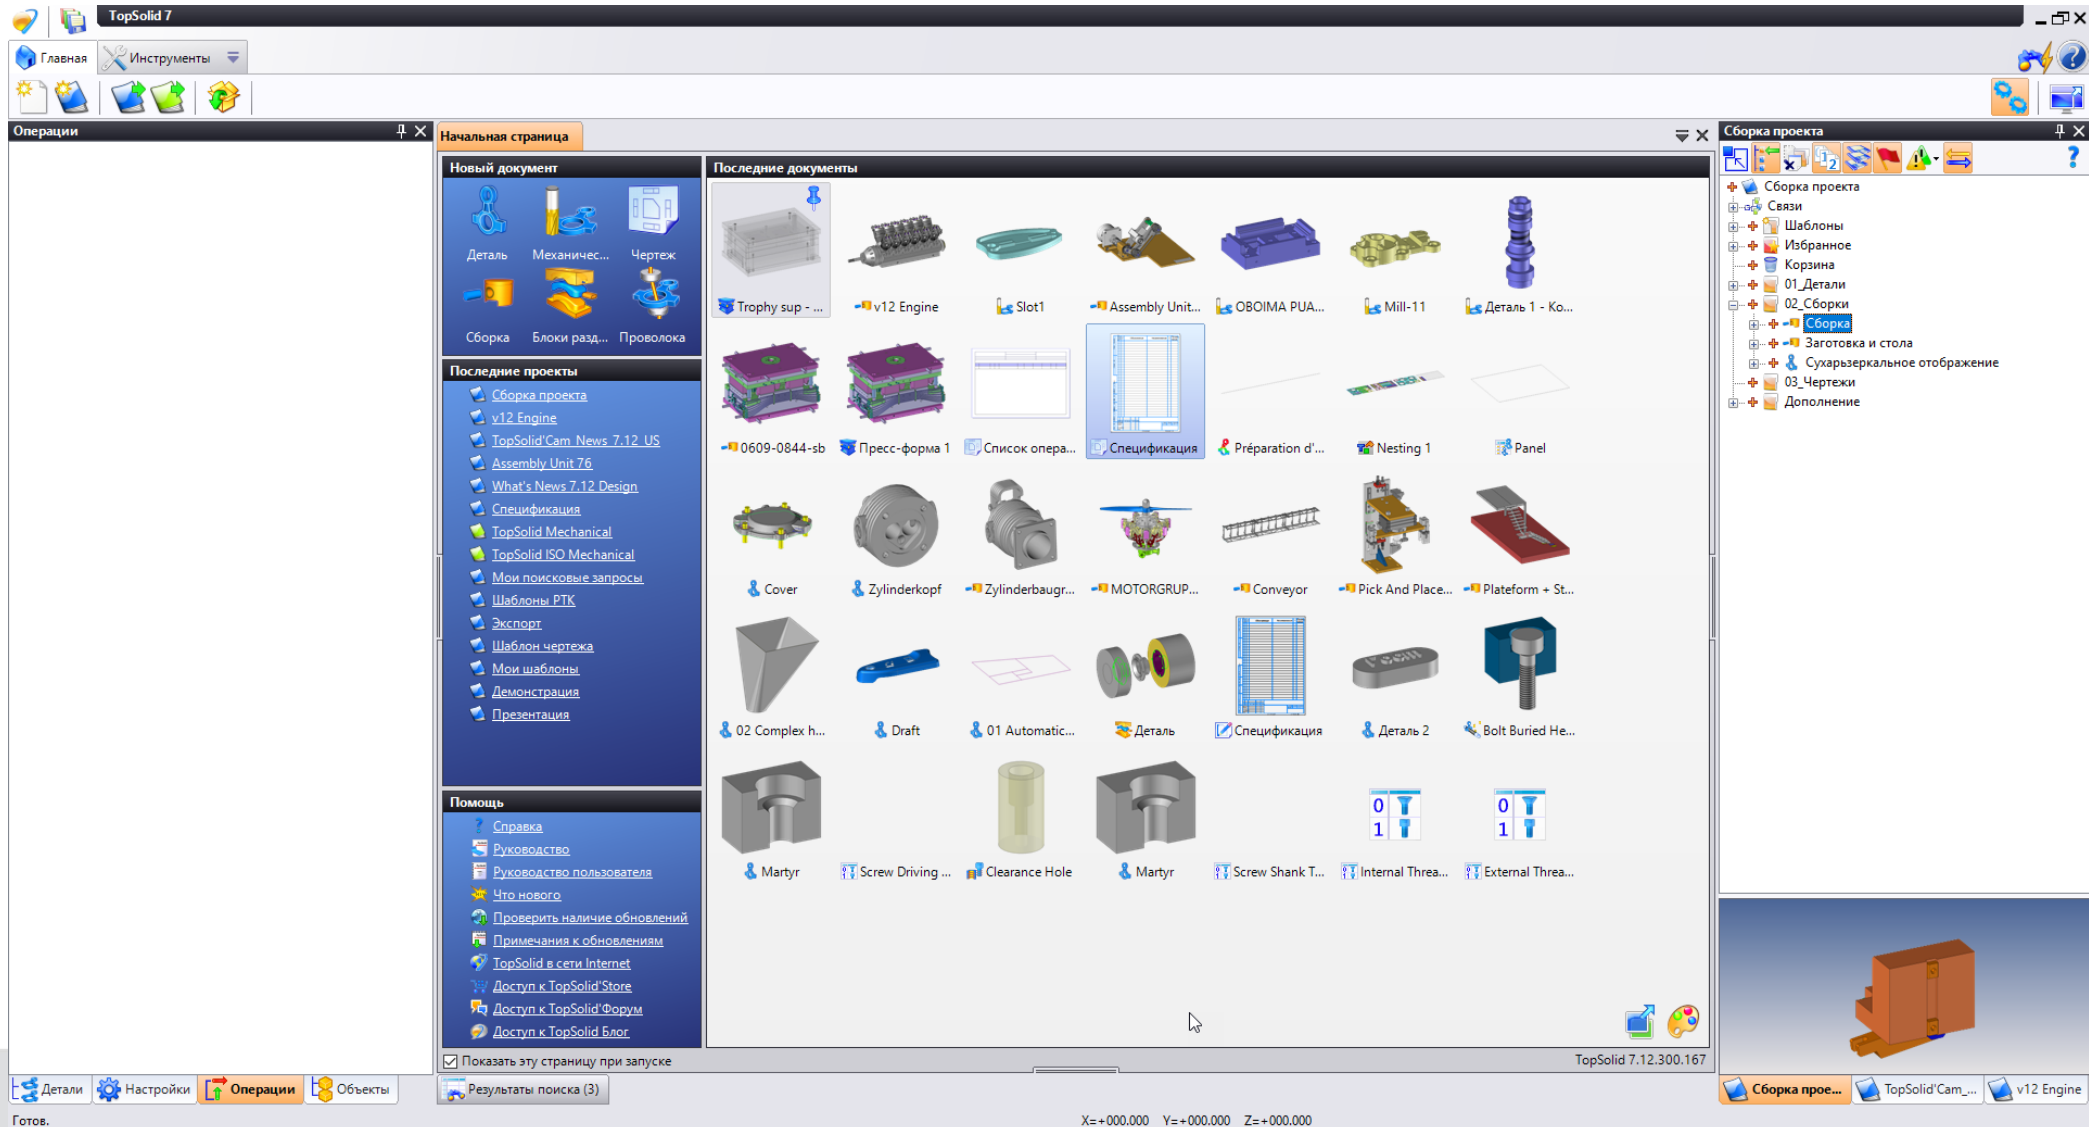 TopSolid 7
Главная
Инструменты
Операции
Начальная страница
Новый документ
Деталь
Механичес...
Чертеж
Сборка
Блоки разд...
Проволока
Последние проекты
Сборка проекта
v12 Engine
TopSolid'Cam_News_7.12_US
Assembly Unit 76
What's News 7.12 Design
Спецификация
TopSolid Mechanical
TopSolid ISO Mechanical
Мои поисковые запросы
Шаблоны РТК
Экспорт
Шаблон чертежа
Мои шаблоны
Демонстрация
Презентация
Помощь
Справка
Руководство
Руководство пользователя
Что нового
Проверить наличие обновлений
Примечания к обновлениям
TopSolid в сети Internet
Доступ к TopSolid'Store
Доступ к TopSolid'Форум
Доступ к TopSolid Блог
Показать эту страницу при запуске
Последние документы
Trophy sup - ...
v12 Engine
Slot1
Assembly Unit...
OBOIMA PUA...
Mill-11
Деталь 1 - Ко...
0609-0844-sb
Пресс-форма 1
Список опера...
Спецификация
Préparation d'...
Nesting 1
Panel
Cover
Zylinderkopf
Zylinderbaugr...
MOTORGRUP...
Conveyor
Pick And Place...
Plateform + St...
02 Complex h...
Draft
01 Automatic...
Деталь
Спецификация
Деталь 2
Bolt Buried He...
Martyr
Screw Driving ...
Clearance Hole
Martyr
Screw Shank T...
Internal Threa...
External Threa...
TopSolid 7.12.300.167
Сборка проекта
Сборка проекта
Связи
Шаблоны
Избранное
Корзина
01_Детали
02_Сборки
Сборка
Заготовка и стола
Сухарьзеркальное отображение
03_Чертежи
Дополнение
Детали
Настройки
Операции
Объекты
Результаты поиска (3)
Сборка прое...
TopSolid'Cam_...
v12 Engine
Готов.
X=+000.000 Y=+000.000 Z=+000.000